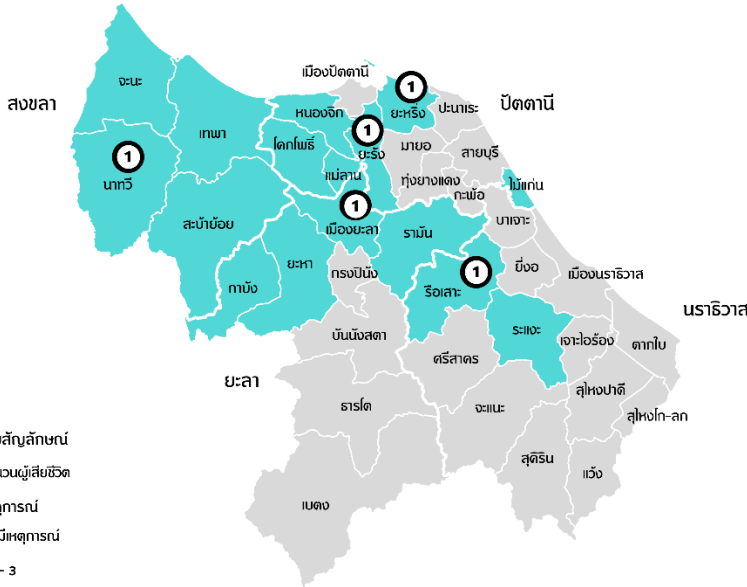 เมืองปัตตานี
จะนะ
สงขลา
1
ยะหริ่ง
ปะนาเระ
ปัตตานี
หนองจิก
เทพา
1
ยะรัง
มายอ
โคกโพธิ์
สายบุรี
1
นาทวี
แม่ลาน
ทุ่งยางแดง
ไม้แก่น
กะพ้อ
1
เมืองยะลา
สะบ้าย้อย
บาเจาะ
รามัน
ยะหา
กรงปินัง
1
ยี่งอ
เมืองนราธิวาส
กาบัง
รือเสาะ
นราธิวาส
ระแงะ
บันนังสตา
เจาะไอร้อง
ตากใบ
ศรีสาคร
ยะลา
สุไหงปาดี
ธารโต
จะแนะ
สุไหงโก-ลก
สุคิริน
แว้ง
เบตง
สัญลักษณ์
วนผู้เสียชีวิต
ุการณ์
มีเหตุการณ์
- 3